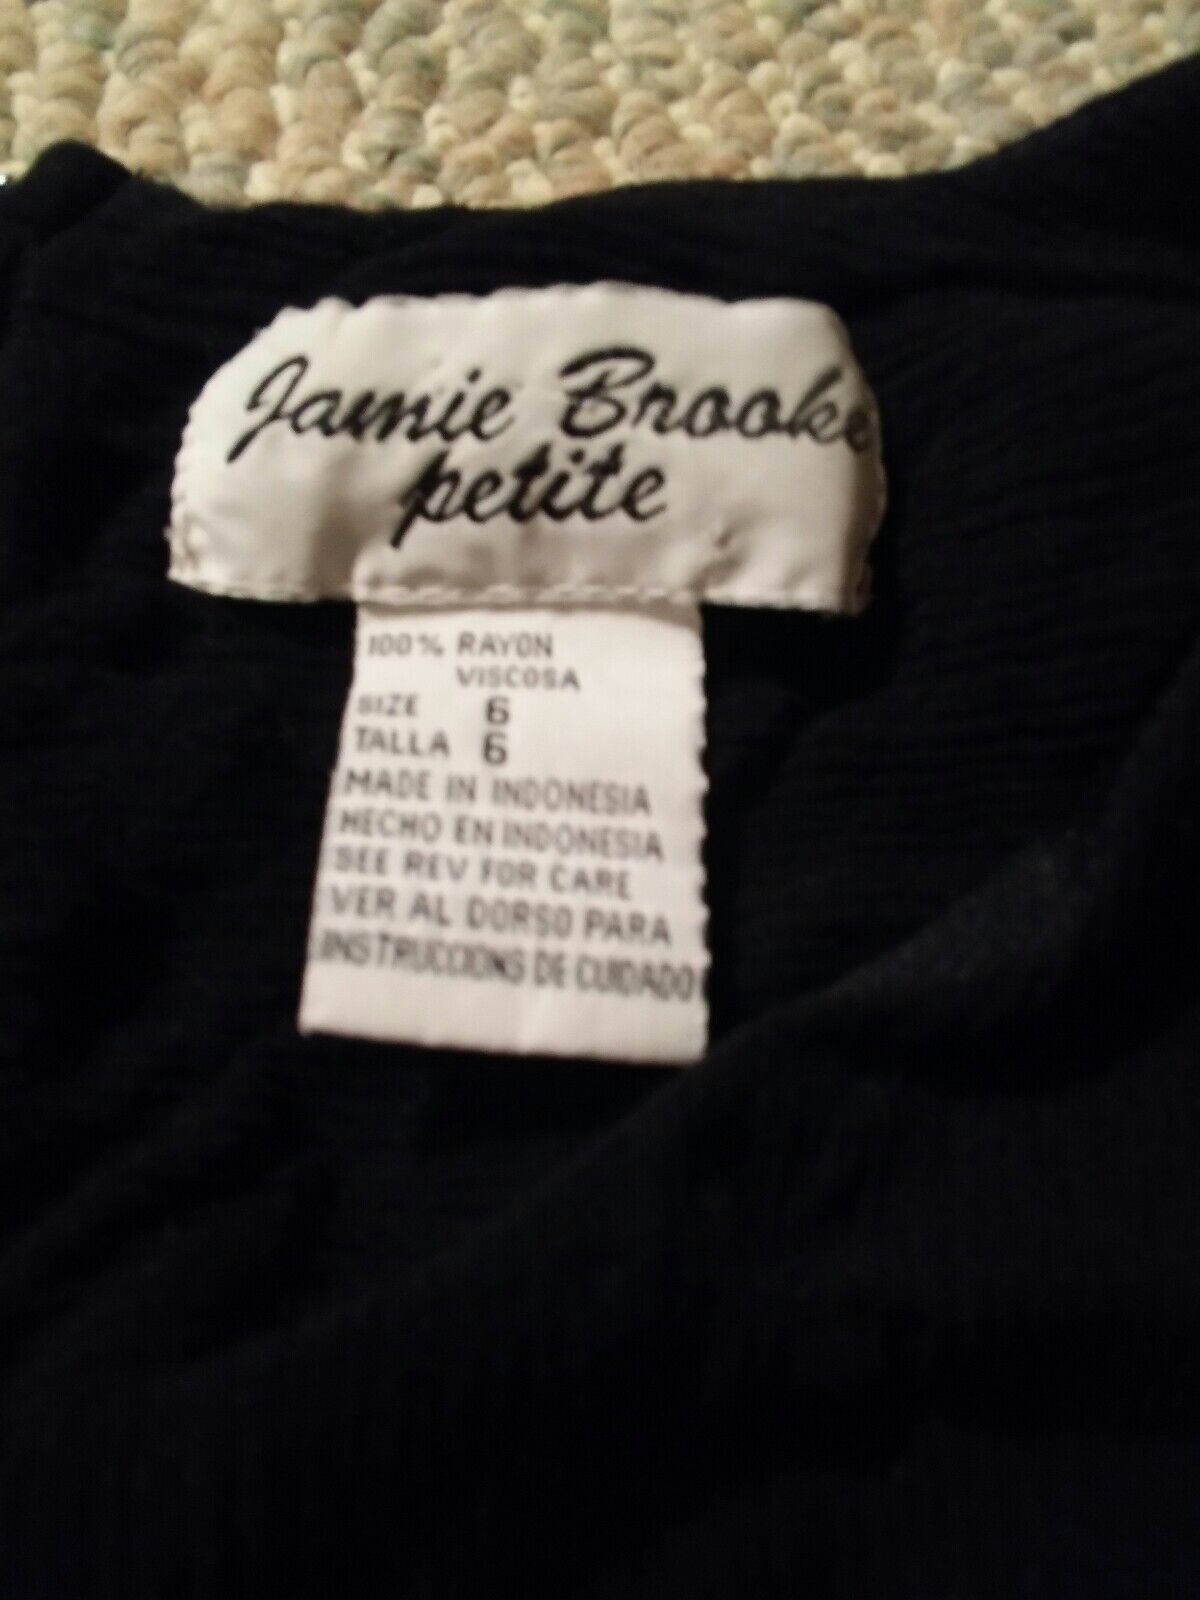 Jamie Brooke
petite
100% RAYON
VISCOSA
SIZE 6
TALLA 6
MADE IN INDONESIA
HECHO EN INDONESIA
SEE REV FOR CARE
VER AL DORSO PARA
INSTRUCCIONS DE CUIDADO